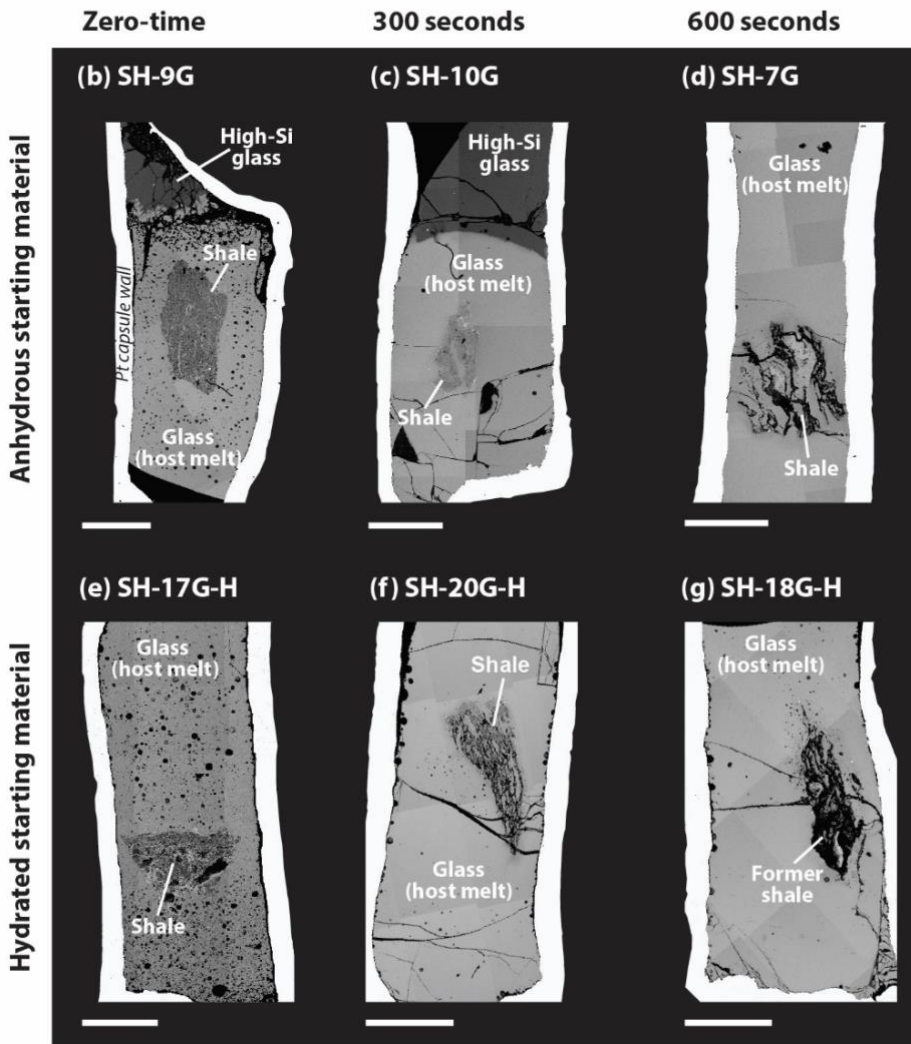 Zero-time
300 seconds
600 seconds
Anhydrous starting material
(b) SH-9G
High-Si
glass
Shale
Pt capsule wall
Glass
(host melt)
(c) SH-10G
High-Si
glass
Glass
(host melt)
Shale
(d) SH-7G
Glass
(host melt)
Shale
Hydrated starting material
(e) SH-17G-H
Glass
(host melt)
Shale
(f) SH-20G-H
Shale
Glass
(host melt)
(g) SH-18G-H
Glass
(host melt)
Former
shale